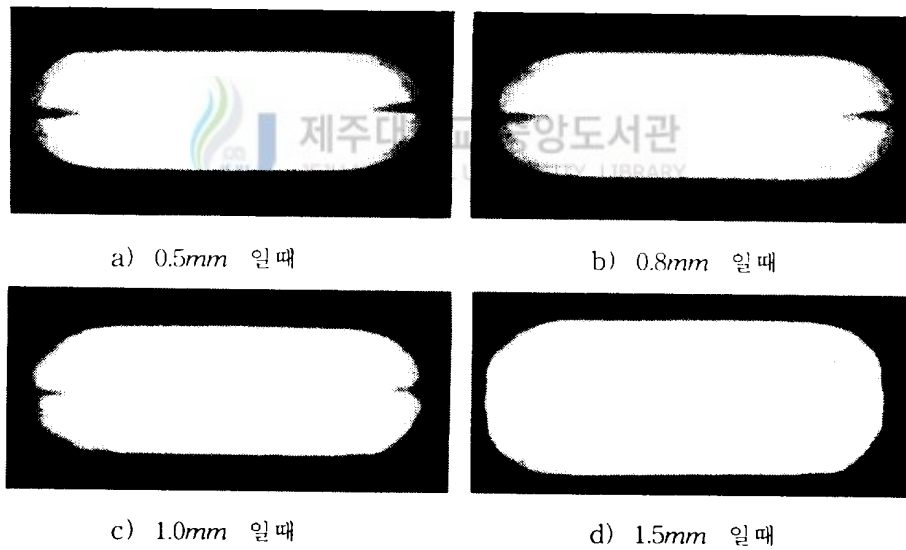 a) 0.5mm 일때
b) 0.8mm 일때
제주대 교 중앙도서관
LIBRARY
c) 1.0mm 일때
d) 1.5mm 일때